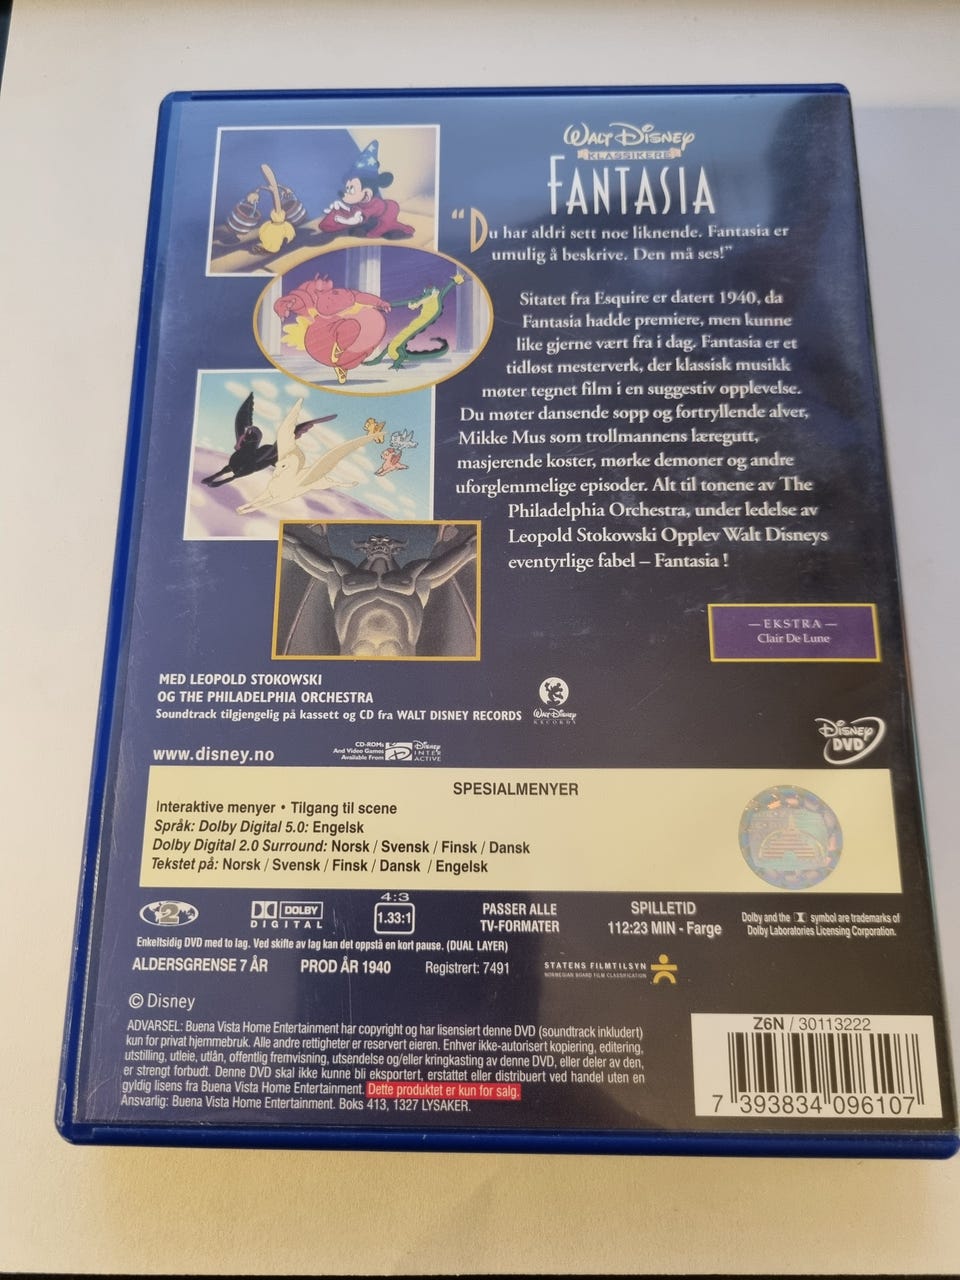 WALT DISNEY
KLASSIKERE
FANTASIA
“Du har aldri sett noe liknende. Fantasia er
umulig å beskrive. Den må ses!”
Sitatet fra Esquire er datert 1940, da
Fantasia hadde premiere, men kunne
like gjerne vært fra i dag. Fantasia er et
tidløst mesterverk, der klassisk musikk
møter tegnet film i en suggestiv opplevelse.
Du møter dansende sopp og fortryllende alver,
Mikke Mus som trollmannens læregutt,
masjerende koster, mørke demoner og andre
uforglemmelige episoder. Alt til tonene av The
Philadelphia Orchestra, under ledelse av
Leopold Stokowski Opplev Walt Disneys
eventyrlige fabel – Fantasia !
— EKSTRA —
Clair De Lune
MED LEOPOLD STOKOWSKI
OG THE PHILADELPHIA ORCHESTRA
Soundtrack tilgjengelig på kassett og CD fra WALT DISNEY RECORDS
WALT DISNEY
RECORDS
DISNEY
DVD
www.disney.no
CD-ROMs
And Video Games
Available From
Disney
INTER
ACTIVE
SPESIALMENYER
Interaktive menyer • Tilgang til scene
Språk: Dolby Digital 5.0: Engelsk
Dolby Digital 2.0 Surround: Norsk / Svensk / Finsk / Dansk
Tekstet på: Norsk / Svensk / Finsk / Dansk / Engelsk
2
DOLBY
DIGITAL
4:3
1.33:1
PASSER ALLE
TV-FORMATER
SPILLETID
112:23 MIN - Farge
Dolby and the symbol are trademarks of
Dolby Laboratories Licensing Corporation.
Enkeltsidig DVD med to lag. Ved skifte av lag kan det oppstå en kort pause. (DUAL LAYER)
ALDERSGRENSE 7 ÅR PROD ÅR 1940 Registrert: 7491
STATENS FILMTILSYN
NORWEGIAN BOARD FILM CLASSIFICATION
© Disney
ADVARSEL: Buena Vista Home Entertainment har copyright og har lisensiert denne DVD (soundtrack inkludert)
kun for privat hjemmebruk. Alle andre rettigheter er reservert eieren. Enhver ikke-autorisert kopiering, editering,
utstilling, utleie, utlån, offentlig fremvisning, utsendelse og/eller kringkasting av denne DVD, eller deler av den,
er strengt forbudt. Denne DVD skal ikke kunne bli eksportert, erstattet eller distribuert ved handel uten en
gyldig lisens fra Buena Vista Home Entertainment. Dette produktet er kun for salg.
Ansvarlig: Buena Vista Home Entertainment. Boks 413, 1327 LYSAKER.
Z6N / 30113222
7 393834 096107